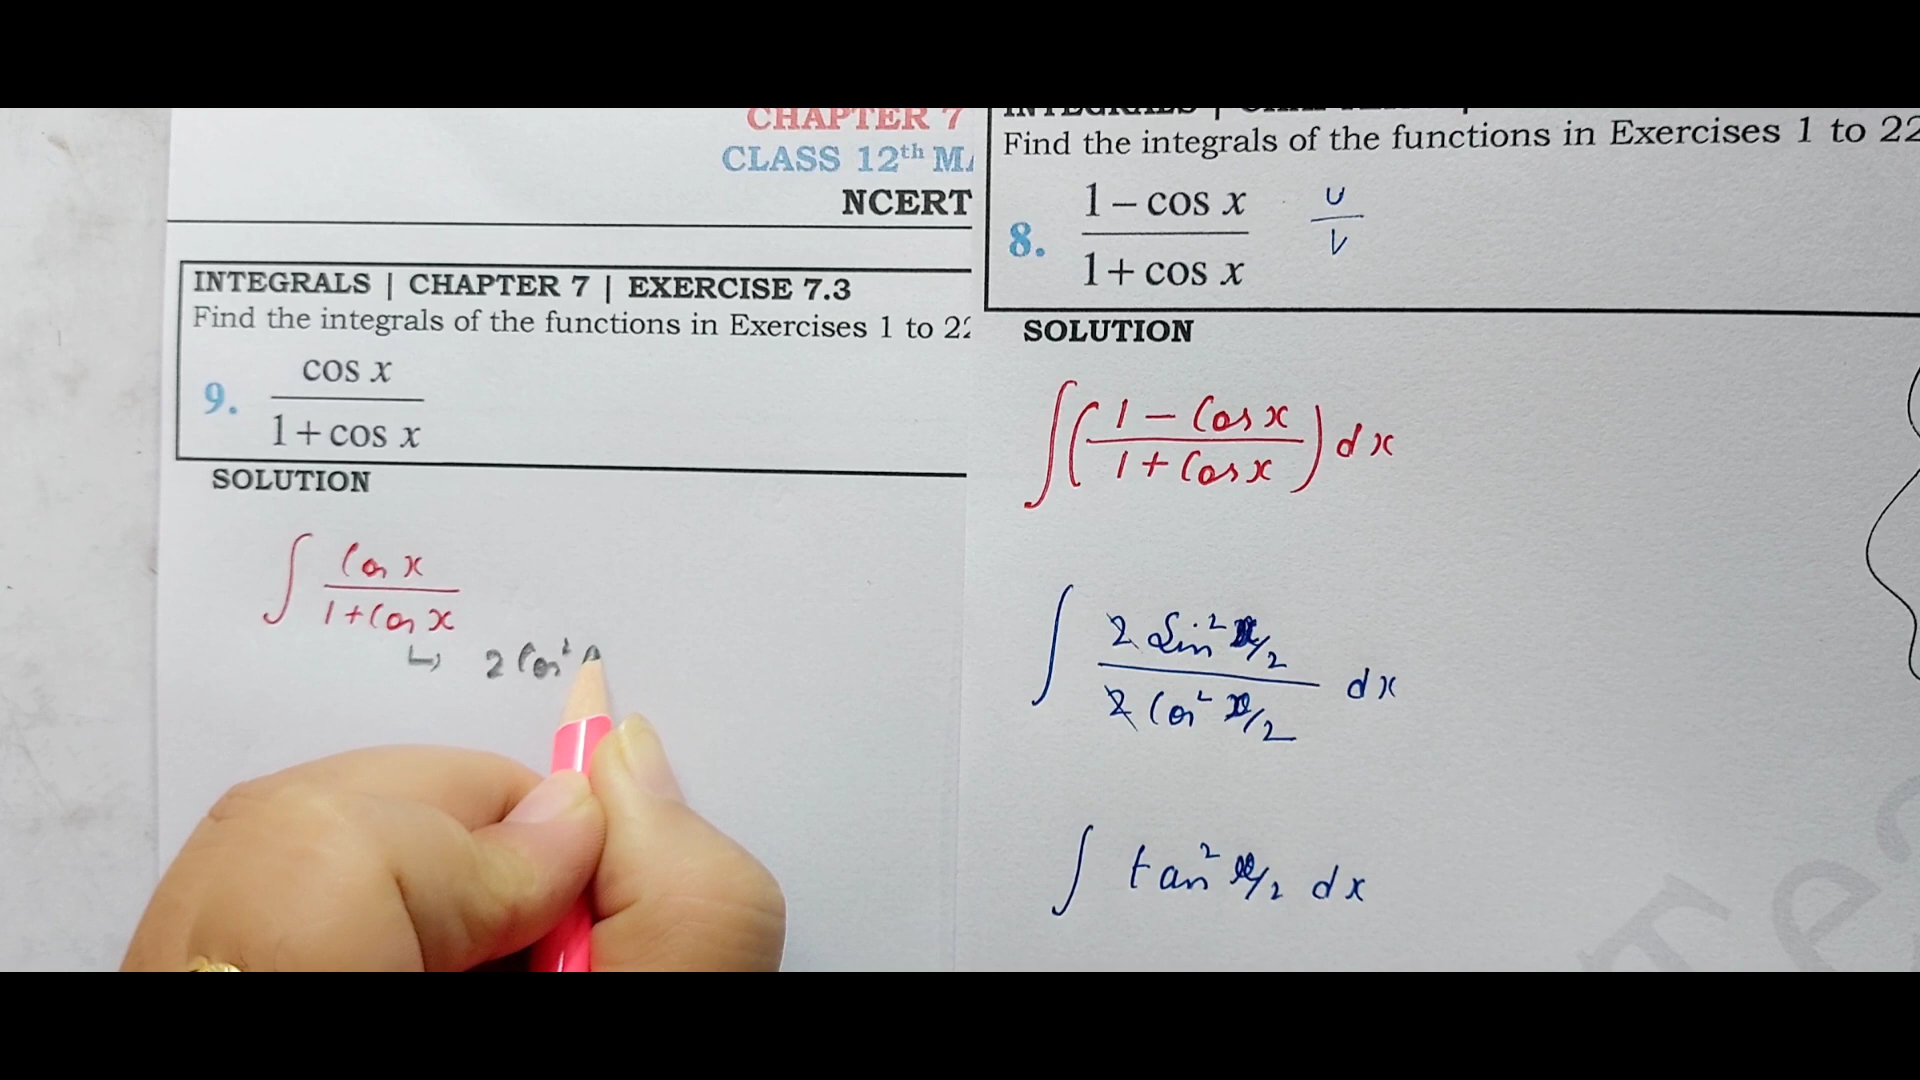 CHAPTER 7
CLASS 12th MA
NCERT
INTEGRALS | CHAPTER 7 | EXERCISE 7.3
Find the integrals of the functions in Exercises 1 to 22
9. cos x / 1 + cos x
SOLUTION
∫ Cos x / 1 + Cos x
↳ 2 Cos²
Find the integrals of the functions in Exercises 1 to 22
8. 1 − cos x / 1 + cos x
U / V
SOLUTION
∫ ( 1 − Cos x / 1 + Cos x ) dx
∫ 2 Sin² x/2 / 2 Cos² x/2 dx
∫ tan² x/2 dx